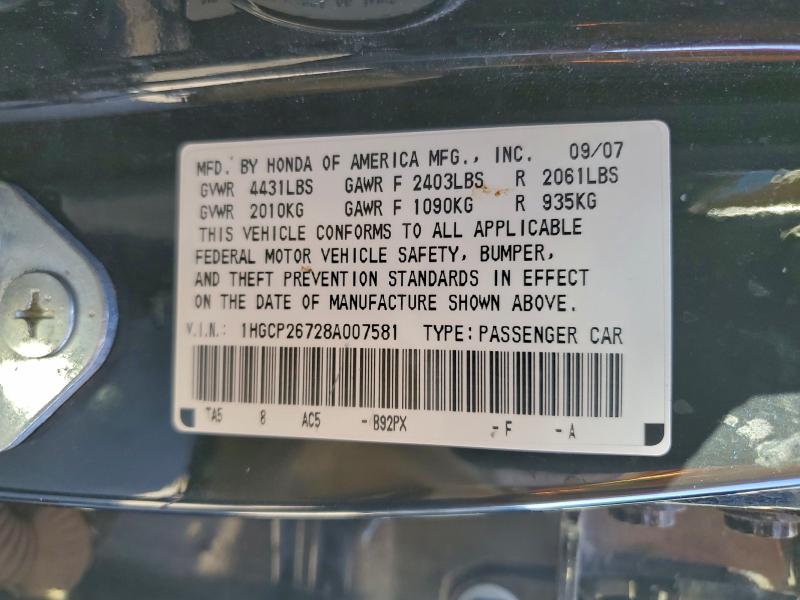 MFD. BY HONDA OF AMERICA MFG., INC. 09/07
GVWR 4431LBS GAWR F 2403LBS R 2061LBS
GVWR 2010KG GAWR F 1090KG R 935KG
THIS VEHICLE CONFORMS TO ALL APPLICABLE
FEDERAL MOTOR VEHICLE SAFETY, BUMPER,
AND THEFT PREVENTION STANDARDS IN EFFECT
ON THE DATE OF MANUFACTURE SHOWN ABOVE.
V.I.N.: 1HGCP26728A007581 TYPE: PASSENGER CAR
TA5 8 AC5 -B92PX -F -A